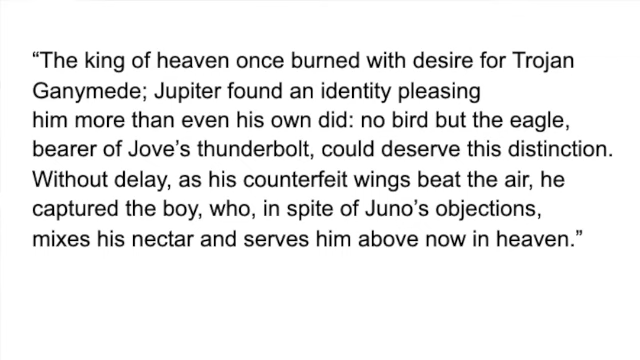 “The king of heaven once burned with desire for Trojan
Ganymede; Jupiter found an identity pleasing
him more than even his own did: no bird but the eagle,
bearer of Jove’s thunderbolt, could deserve this distinction.
Without delay, as his counterfeit wings beat the air, he
captured the boy, who, in spite of Juno’s objections,
mixes his nectar and serves him above now in heaven.”